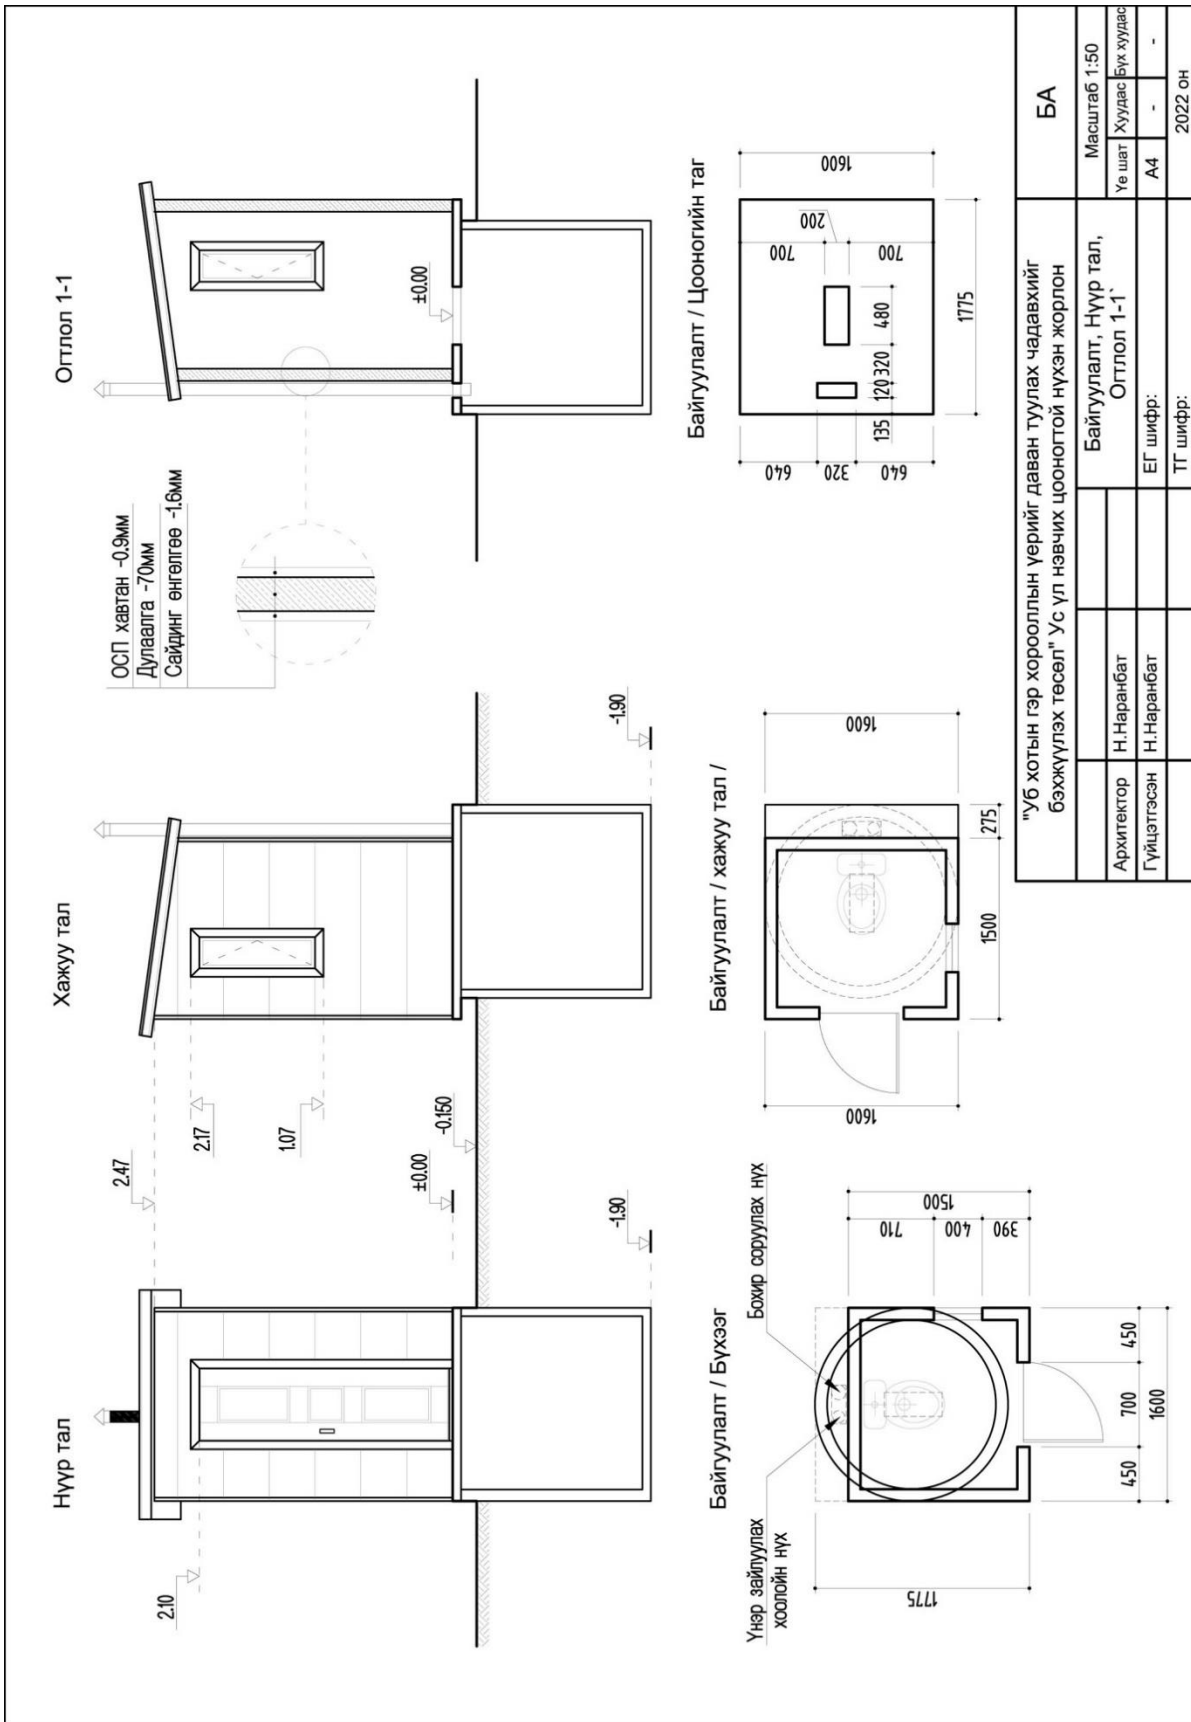 Нүүр тал
Хажуу тал
Огтлол 1-1
2.10
2.47
2.17
1.07
±0.00
-0.150
-1.90
-1.90
ОСП хавтан -0.9мм
Дулаалга -70мм
Сайдинг өнгөлгөө -1.6мм
±0.00
Байгуулалт / Бүхээг
Үнэр зайлуулах
хоолойн нүх
Бохир соруулах нүх
1775
450
700
450
1600
710
400
390
1500
Байгуулалт / хажуу тал /
1600
1500
275
1600
Байгуулалт / Цооногийн таг
640
320
640
135
120
320
480
1775
700
200
700
1600
"Уб хотын гэр хорооллын үерийг даван туулах чадавхийг
бэхжүүлэх төсөл" Ус үл нэвчих цооногтой нүхэн жорлон
БА
Байгуулалт, Нүүр тал,
Огтлол 1-1`
Масштаб 1:50
Архитектор Н.Наранбат
Үе шат Хуудас Бүх хуудас
Гүйцэтгэсэн Н.Наранбат
ЕГ шифр:
А4 - -
ТГ шифр:
2022 он